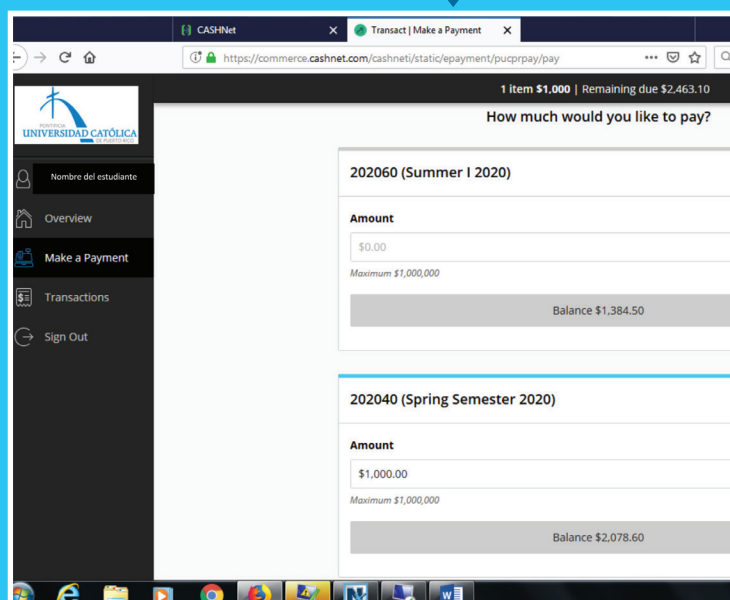 CASHNet
Transact | Make a Payment
https://commerce.cashnet.com/cashneti/static/epayment/pucprpay/pay
1 item $1,000 | Remaining due $2,463.10
PONTIFICIA
UNIVERSIDAD CATÓLICA
DE PUERTO RICO
Nombre del estudiante
Overview
Make a Payment
Transactions
Sign Out
How much would you like to pay?
202060 (Summer I 2020)
Amount
$0.00
Maximum $1,000,000
Balance $1,384.50
202040 (Spring Semester 2020)
Amount
$1,000.00
Maximum $1,000,000
Balance $2,078.60